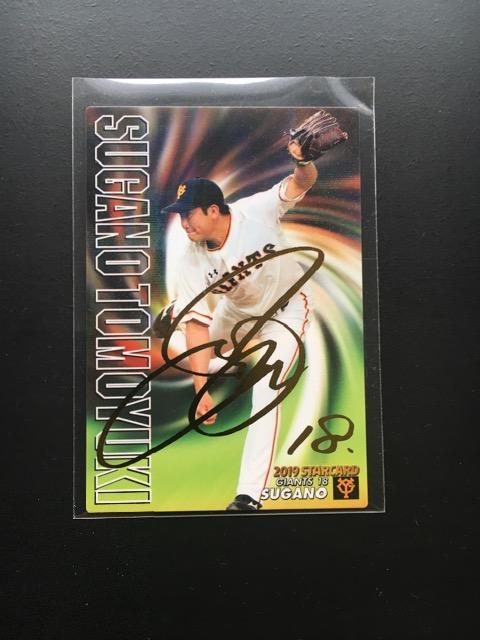 SUGANO TOMOYUKI
GIANTS
18.
2019 STARCARD
GIANTS 18
SUGANO